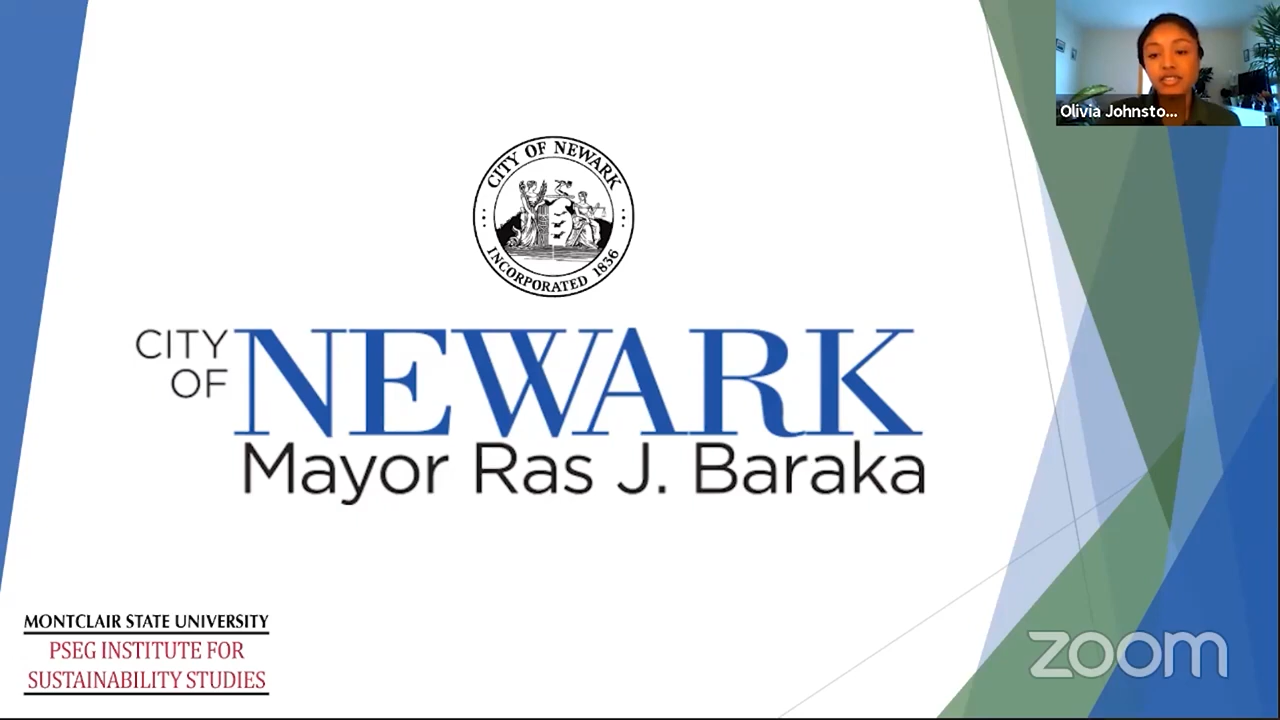 Olivia Johnsto...
CITY OF NEWARK
INCORPORATED 1836
CITY
OF
NEWARK
Mayor Ras J. Baraka
MONTCLAIR STATE UNIVERSITY
PSEG INSTITUTE FOR
SUSTAINABILITY STUDIES
zoom